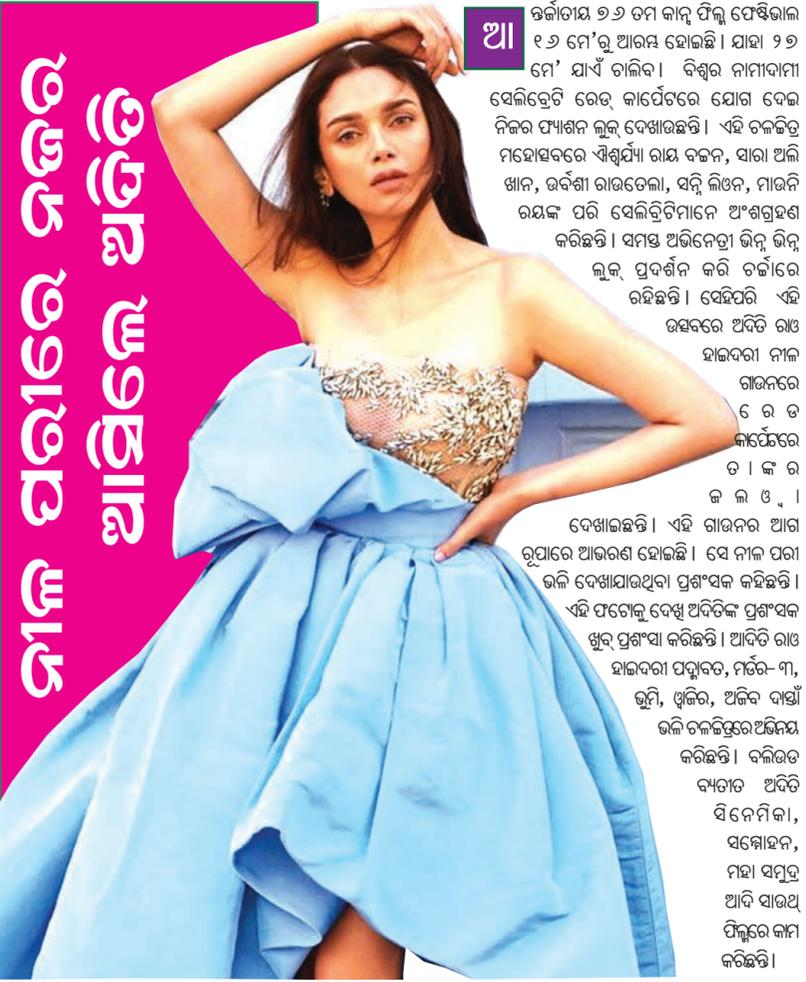 ନୀଳ ପରୀରେ ନଜର
ଆସିଲେ ଅଦିତି
ଆ
ନ୍ତର୍ଜାତୀୟ ୭୬ ତମ କାନ୍ସ ଫିଲ୍ମ ଫେଷ୍ଟିଭାଲ
୧୬ ମେ’ରୁ ଆରମ୍ଭ ହୋଇଛି। ଯାହା ୨୭
ମେ’ ଯାଏଁ ଚାଲିବ। ବିଶ୍ୱର ନାମୀଦାମୀ
ସେଲିବ୍ରେଟି ରେଡ୍ କାର୍ପେଟରେ ଯୋଗ ଦେଇ
ନିଜର ଫ୍ୟାଶନ ଲୁକ୍ ଦେଖାଉଛନ୍ତି। ଏହି ଚଳଚ୍ଚିତ୍ର
ମହୋତ୍ସବରେ ଐଶ୍ୱର୍ଯ୍ୟା ରାୟ ବଚ୍ଚନ, ସାରା ଅଲି
ଖାନ, ଉର୍ବଶୀ ରାଉତେଲା, ସନ୍ନି ଲିଓନ, ମାଉନି
ରୟଙ୍କ ପରି ସେଲିବ୍ରିଟିମାନେ ଅଂଶଗ୍ରହଣ
କରିଛନ୍ତି। ସମସ୍ତ ଅଭିନେତ୍ରୀ ଭିନ୍ନ ଭିନ୍ନ
ଲୁକ୍ ପ୍ରଦର୍ଶନ କରି ଚର୍ଚ୍ଚାରେ
ରହିଛନ୍ତି। ସେହିପରି ଏହି
ଉତ୍ସବରେ ଅଦିତି ରାଓ
ହାଇଦରୀ ନୀଳ
ଗାଉନରେ
ରେଡ
କାର୍ପେଟରେ
ତାଙ୍କର
ଜଲଓ୍ୱା
ଦେଖାଇଛନ୍ତି। ଏହି ଗାଉନର ଆଗ
ରୂପାରେ ଆଭରଣ ହୋଇଛି। ସେ ନୀଳ ପରୀ
ଭଳି ଦେଖାଯାଉଥିବା ପ୍ରଶଂସକ କହିଛନ୍ତି।
ଏହି ଫଟୋକୁ ଦେଖି ଅଦିତିଙ୍କ ପ୍ରଶଂସକ
ଖୁବ୍ ପ୍ରଶଂସା କରିଛନ୍ତି। ଆଦିତି ରାଓ
ହାଇଦରୀ ପଦ୍ମାବତ, ମର୍ଡର-୩,
ଭୂମି, ୱାଜିର, ଅଜିବ ଦାସ୍ତାଁ
ଭଳି ଚଳଚ୍ଚିତ୍ରରେ ଅଭିନୟ
କରିଛନ୍ତି। ବଲିଉଡ
ବ୍ୟତୀତ ଅଦିତି
ସିନେମିକା,
ସମ୍ମୋହନ,
ମହା ସମୁଦ୍ର
ଆଦି ସାଉଥ୍
ଫିଲ୍ମରେ କାମ
କରିଛନ୍ତି।